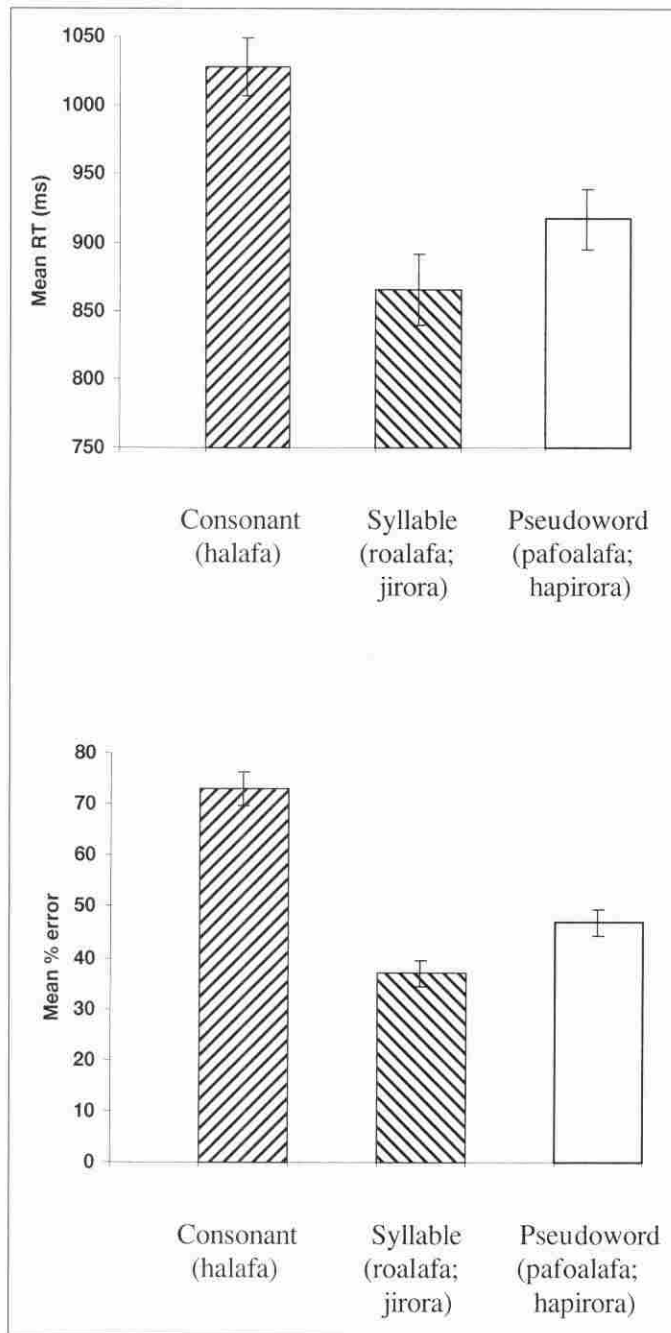 1050
1000
950
900
850
800
750
Mean RT (ms)
Consonant
(halafa)
Syllable
(roalafa;
jirora)
Pseudoword
(pafoalafa;
hapirora)
80
70
60
50
40
30
20
10
0
Mean % error
Consonant
(halafa)
Syllable
(roalafa;
jirora)
Pseudoword
(pafoalafa;
hapirora)